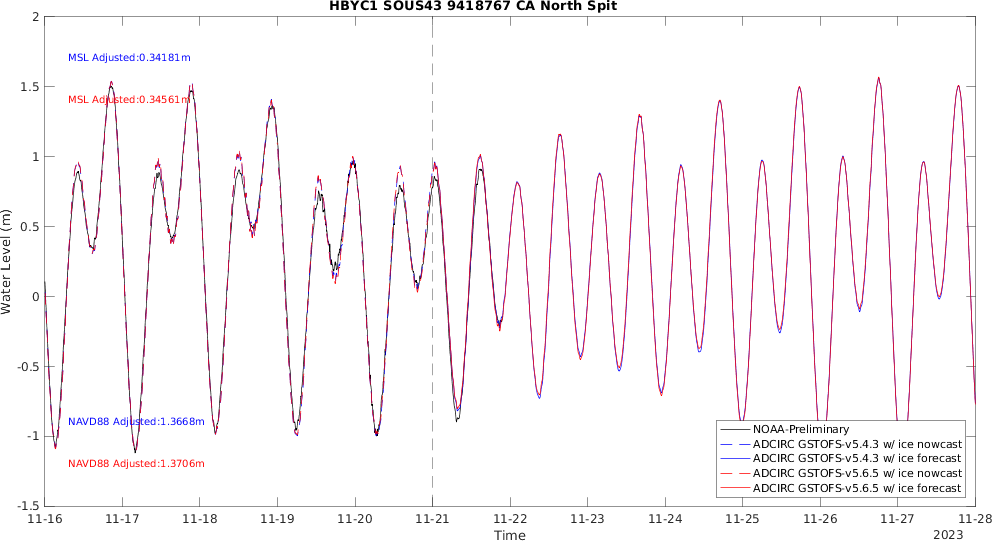 HBYC1 SOUS43 9418767 CA North Spit
2
MSL Adjusted:0.34181m
1.5
MSL Adjusted:0.34561m
1
0.5
Water Level (m)
0
-0.5
NAVD88 Adjusted:1.3668m
-1
NAVD88 Adjusted:1.3706m
-1.5
NOAA-Preliminary
ADCIRC GSTOFS-v5.4.3 w/ ice nowcast
ADCIRC GSTOFS-v5.4.3 w/ ice forecast
ADCIRC GSTOFS-v5.6.5 w/ ice nowcast
ADCIRC GSTOFS-v5.6.5 w/ ice forecast
11-16 11-17 11-18 11-19 11-20 11-21 11-22 11-23 11-24 11-25 11-26 11-27 11-28
Time
2023